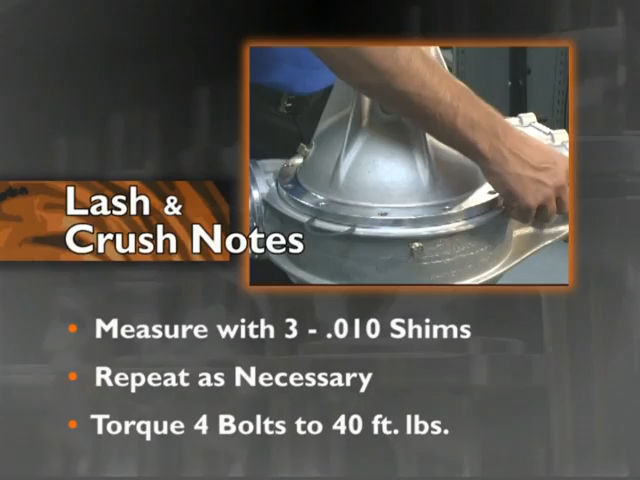 Lash &
Crush Notes
• Measure with 3 - .010 Shims
• Repeat as Necessary
• Torque 4 Bolts to 40 ft. lbs.